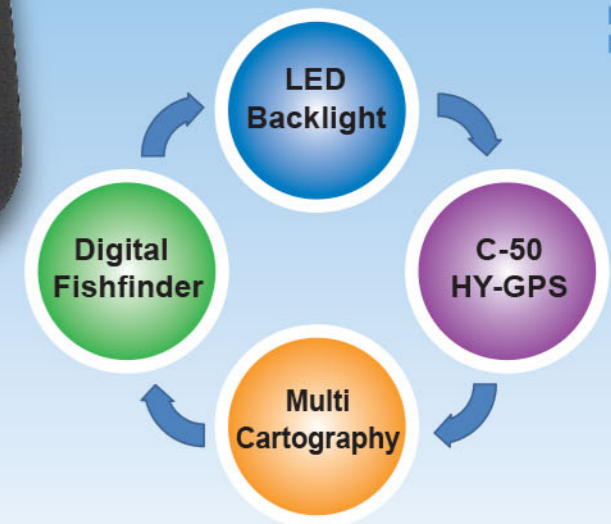 LED
Backlight
C-50
HY-GPS
Multi
Cartography
Digital
Fishfinder